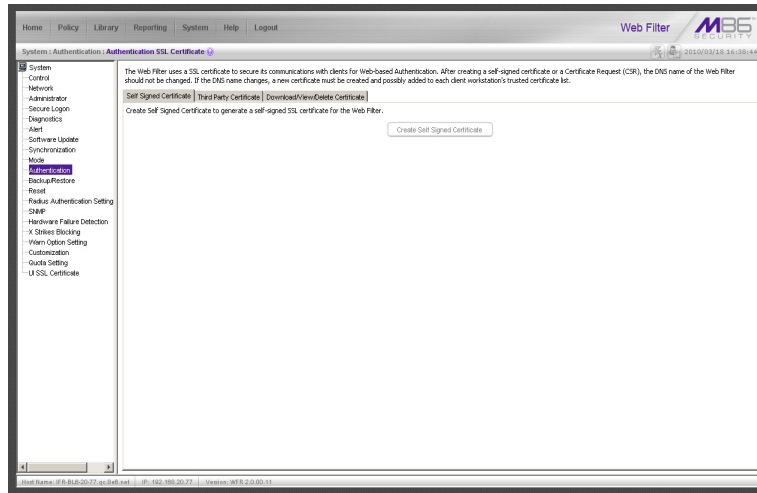 Home Policy Library Reporting System Help Logout
Web Filter
M86 SECURITY
System : Authentication : Authentication SSL Certificate
2010/03/18 16:38:44
System
Control
Network
Administrator
Secure Logon
Diagnostics
Alert
Software Update
Synchronization
Mode
Authentication
Backup/Restore
Reset
Radius Authentication Setting
SNMP
Hardware Failure Detection
X Strikes Blocking
Warn Option Setting
Customization
Quota Setting
UI SSL Certificate
The Web Filter uses a SSL certificate to secure its communications with clients for Web-based Authentication. After creating a self-signed certificate or a Certificate Request (CSR), the DNS name of the Web Filter
should not be changed. If the DNS name changes, a new certificate must be created and possibly added to each client workstation's trusted certificate list.
Self Signed Certificate Third Party Certificate Download/View/Delete Certificate
Create Self Signed Certificate to generate a self-signed SSL certificate for the Web Filter.
Create Self Signed Certificate
Host Name: IP: 192.168.20.77 Version: WFR 2.0.00.11